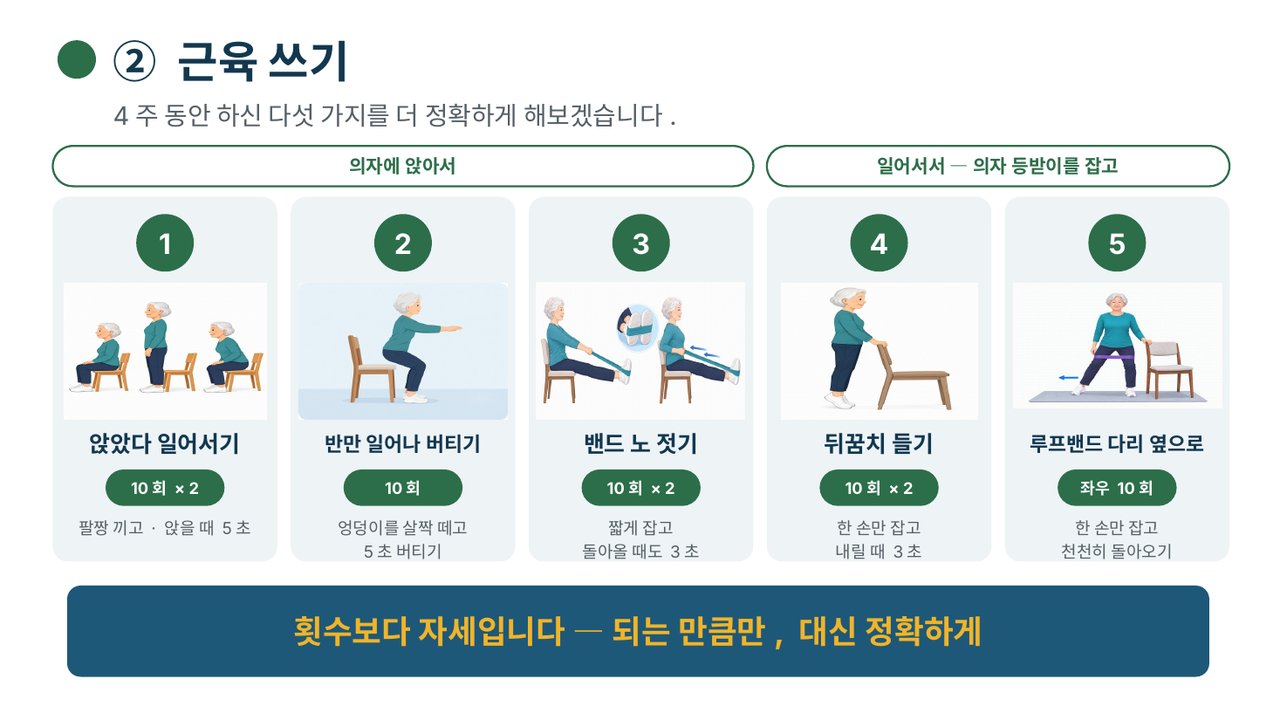 ② 근육 쓰기
4 주 동안 하신 다섯 가지를 더 정확하게 해보겠습니다 .
의자에 앉아서
일어서서 — 의자 등받이를 잡고
1
앉았다 일어서기
10 회 × 2
팔짱 끼고 · 앉을 때 5 초
2
반만 일어나 버티기
10 회
엉덩이를 살짝 떼고
5 초 버티기
3
밴드 노 젓기
10 회 × 2
짧게 잡고
돌아올 때도 3 초
4
뒤꿈치 들기
10 회 × 2
한 손만 잡고
내릴 때 3 초
5
루프밴드 다리 옆으로
좌우 10 회
한 손만 잡고
천천히 돌아오기
횟수보다 자세입니다 — 되는 만큼만 , 대신 정확하게